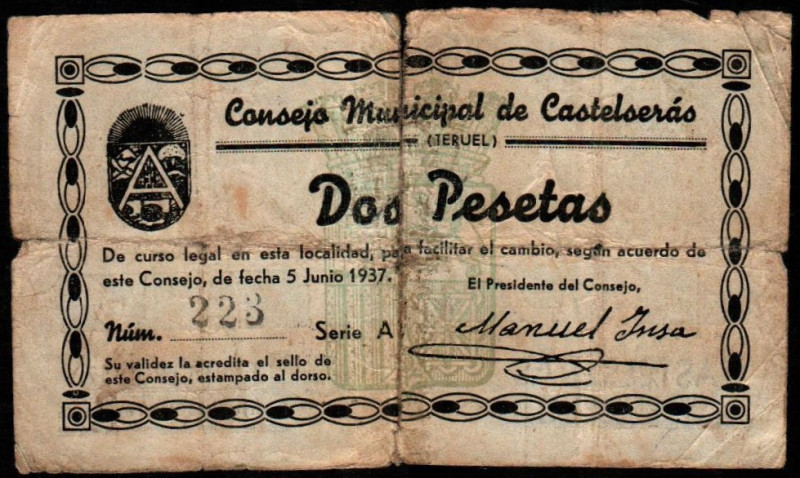 Consejo Municipal de Castelserás
(TERUEL)
Dos Pesetas
De curso legal en esta localidad, para facilitar el cambio, según acuerdo de
este Consejo, de fecha 5 Junio 1937.
El Presidente del Consejo,
Núm. 223 Serie A
Manuel Insa
Su validez la acredita el sello de
este Consejo, estampado al dorso.